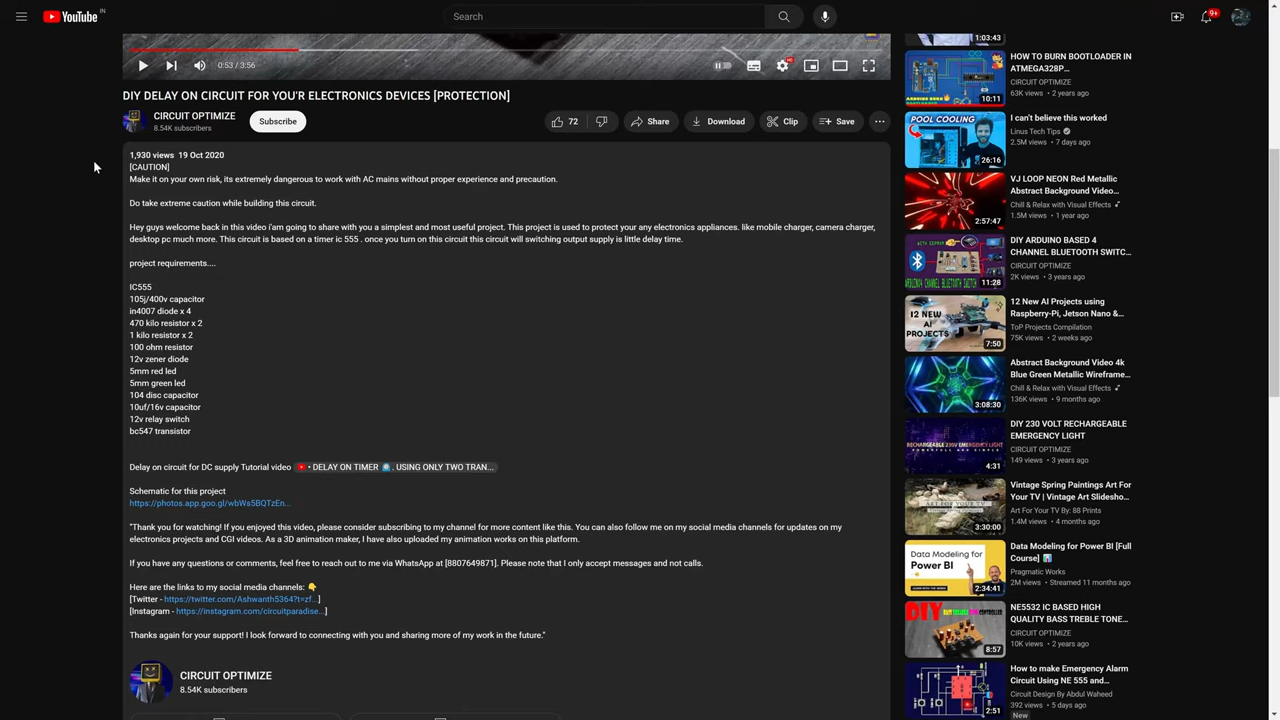 YouTube IN
Search
9+
0:53 / 3:56
DIY DELAY ON CIRCUIT FOR YOU'R ELECTRONICS DEVICES [PROTECTION]
CIRCUIT OPTIMIZE
8.54K subscribers
Subscribe
72
Share
Download
Clip
Save
1,930 views 19 Oct 2020
[CAUTION]
Make it on your own risk, its extremely dangerous to work with AC mains without proper experience and precaution.
Do take extreme caution while building this circuit.
Hey guys welcome back in this video i'am going to share with you a simplest and most useful project. This project is used to protect your any electronics appliances. like mobile charger, camera charger,
desktop pc much more. This circuit is based on a timer is 555 . once you turn on this circuit this circuit will switching output supply is little delay time.
project requirements....
IC555
105j/400v capacitor
in4007 diode x 4
470 kilo resistor x 2
1 kilo resistor x 2
100 ohm resistor
12v zener diode
5mm red led
5mm green led
104 disc capacitor
10uf/16v capacitor
12v relay switch
bc547 transistor
Delay on circuit for DC supply Tutorial video • DELAY ON TIMER . USING ONLY TWO TRAN...
Schematic for this project
https://photos.app.goo.gl/wbWs5BQTzEn...
"Thank you for watching! If you enjoyed this video, please consider subscribing to my channel for more content like this. You can also follow me on my social media channels for updates on my
electronics projects and CGI videos. As a 3D animation maker, I have also uploaded my animation works on this platform.
If you have any questions or comments, feel free to reach out to me via WhatsApp at [8807649871]. Please note that I only accept messages and not calls.
Here are the links to my social media channels: 👇
[Twitter - https://twitter.com/Ashwanth5364?t=zf...]
[Instagram - https://instagram.com/circuitparadise...]
Thanks again for your support! I look forward to connecting with you and sharing more of my work in the future."
CIRCUIT OPTIMIZE
8.54K subscribers
1:03:43
HOW TO BURN BOOTLOADER IN
ATMEGA328P...
CIRCUIT OPTIMIZE
63K views • 2 years ago
10:11
I can't believe this worked
Linus Tech Tips
2.5M views • 7 days ago
POOL COOLING
26:16
VJ LOOP NEON Red Metallic
Abstract Background Video...
Chill & Relax with Visual Effects
1.5M views • 1 year ago
2:57:47
DIY ARDUINO BASED 4
CHANNEL BLUETOOTH SWITC...
CIRCUIT OPTIMIZE
2K views • 3 years ago
11:28
12 New AI Projects using
Raspberry-Pi, Jetson Nano &...
ToP Projects Compilation
75K views • 2 weeks ago
12 NEW
AI
PROJECTS
7:50
Abstract Background Video 4k
Blue Green Metallic Wireframe...
Chill & Relax with Visual Effects
136K views • 9 months ago
3:08:30
DIY 230 VOLT RECHARGEABLE
EMERGENCY LIGHT
CIRCUIT OPTIMIZE
149 views • 3 years ago
4:31
Vintage Spring Paintings Art For
Your TV | Vintage Art Slidesho...
Art For Your TV By: 88 Prints
1.4M views • 4 months ago
ART FOR YOUR TV
3:30:00
Data Modeling for Power BI [Full
Course] 📊
Pragmatic Works
2M views • Streamed 11 months ago
Data Modeling for
Power BI
2:34:41
NE5532 IC BASED HIGH
QUALITY BASS TREBLE TONE...
CIRCUIT OPTIMIZE
10K views • 2 years ago
DIY
8:57
How to make Emergency Alarm
Circuit Using NE 555 and...
Circuit Design By Abdul Waheed
392 views • 5 days ago
New
2:51